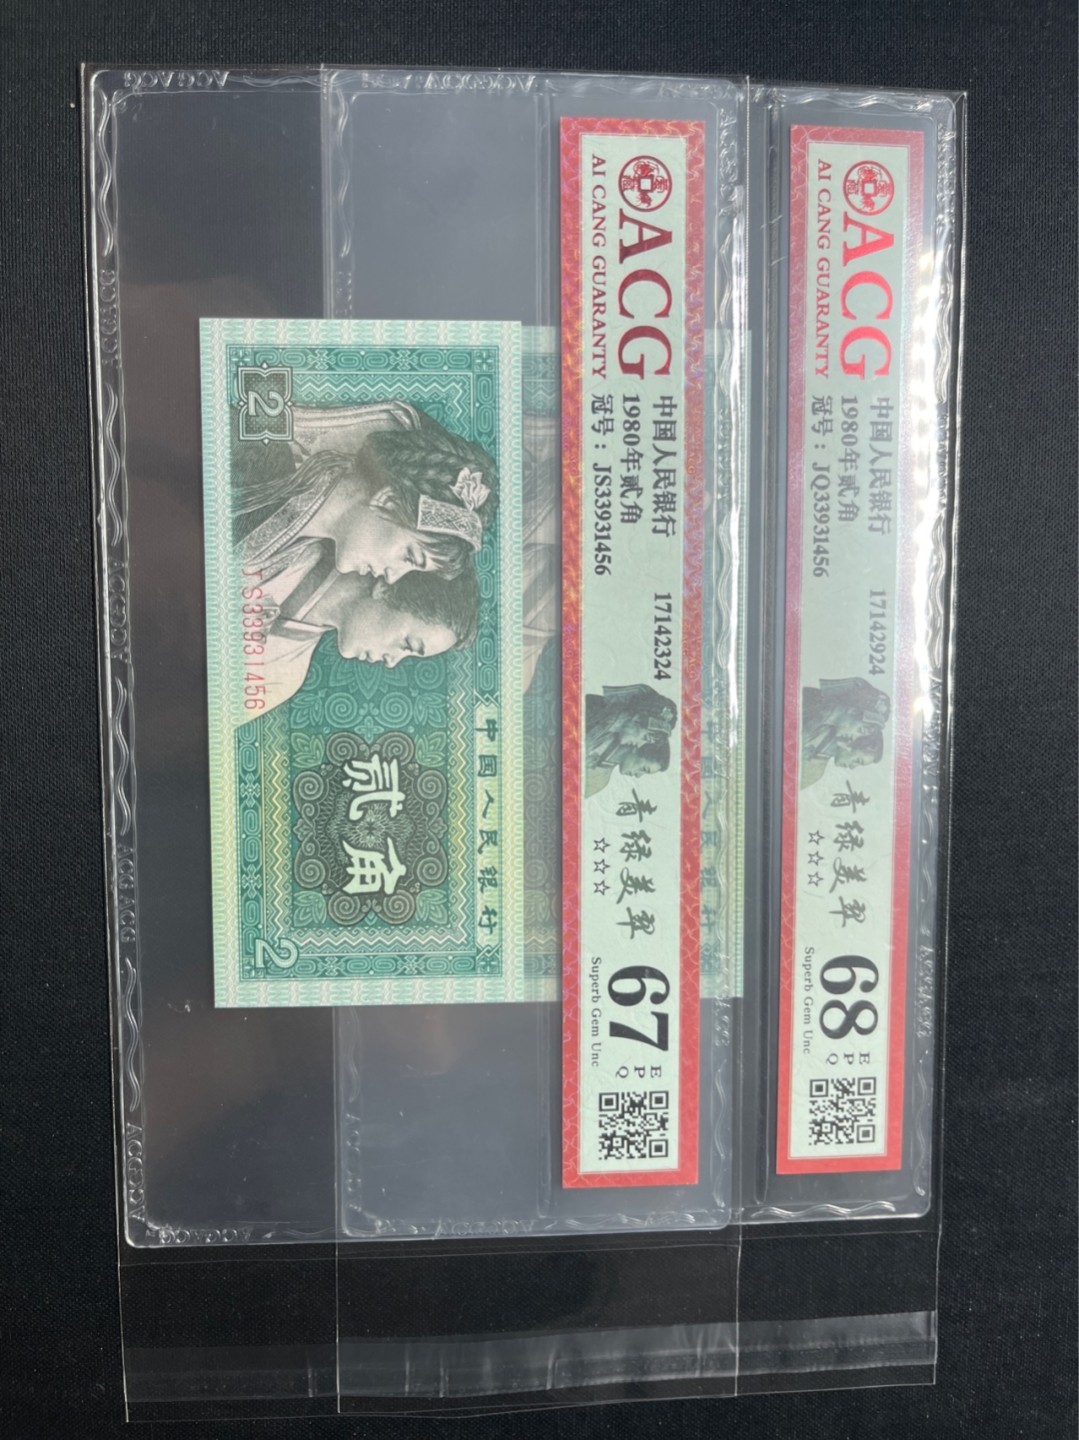 ACG
AI CANG GUARANTY
中国人民银行
1980年贰角
冠号：JQ33931456
17142924
青绿美翠
☆☆☆
68
EPQ
Superb Gem Unc
ACG
AI CANG GUARANTY
中国人民银行
1980年贰角
冠号：JS33931456
17142324
青绿美翠
☆☆☆
67
EPQ
Superb Gem Unc
中国人民银行
贰角
2
2
JS33931456